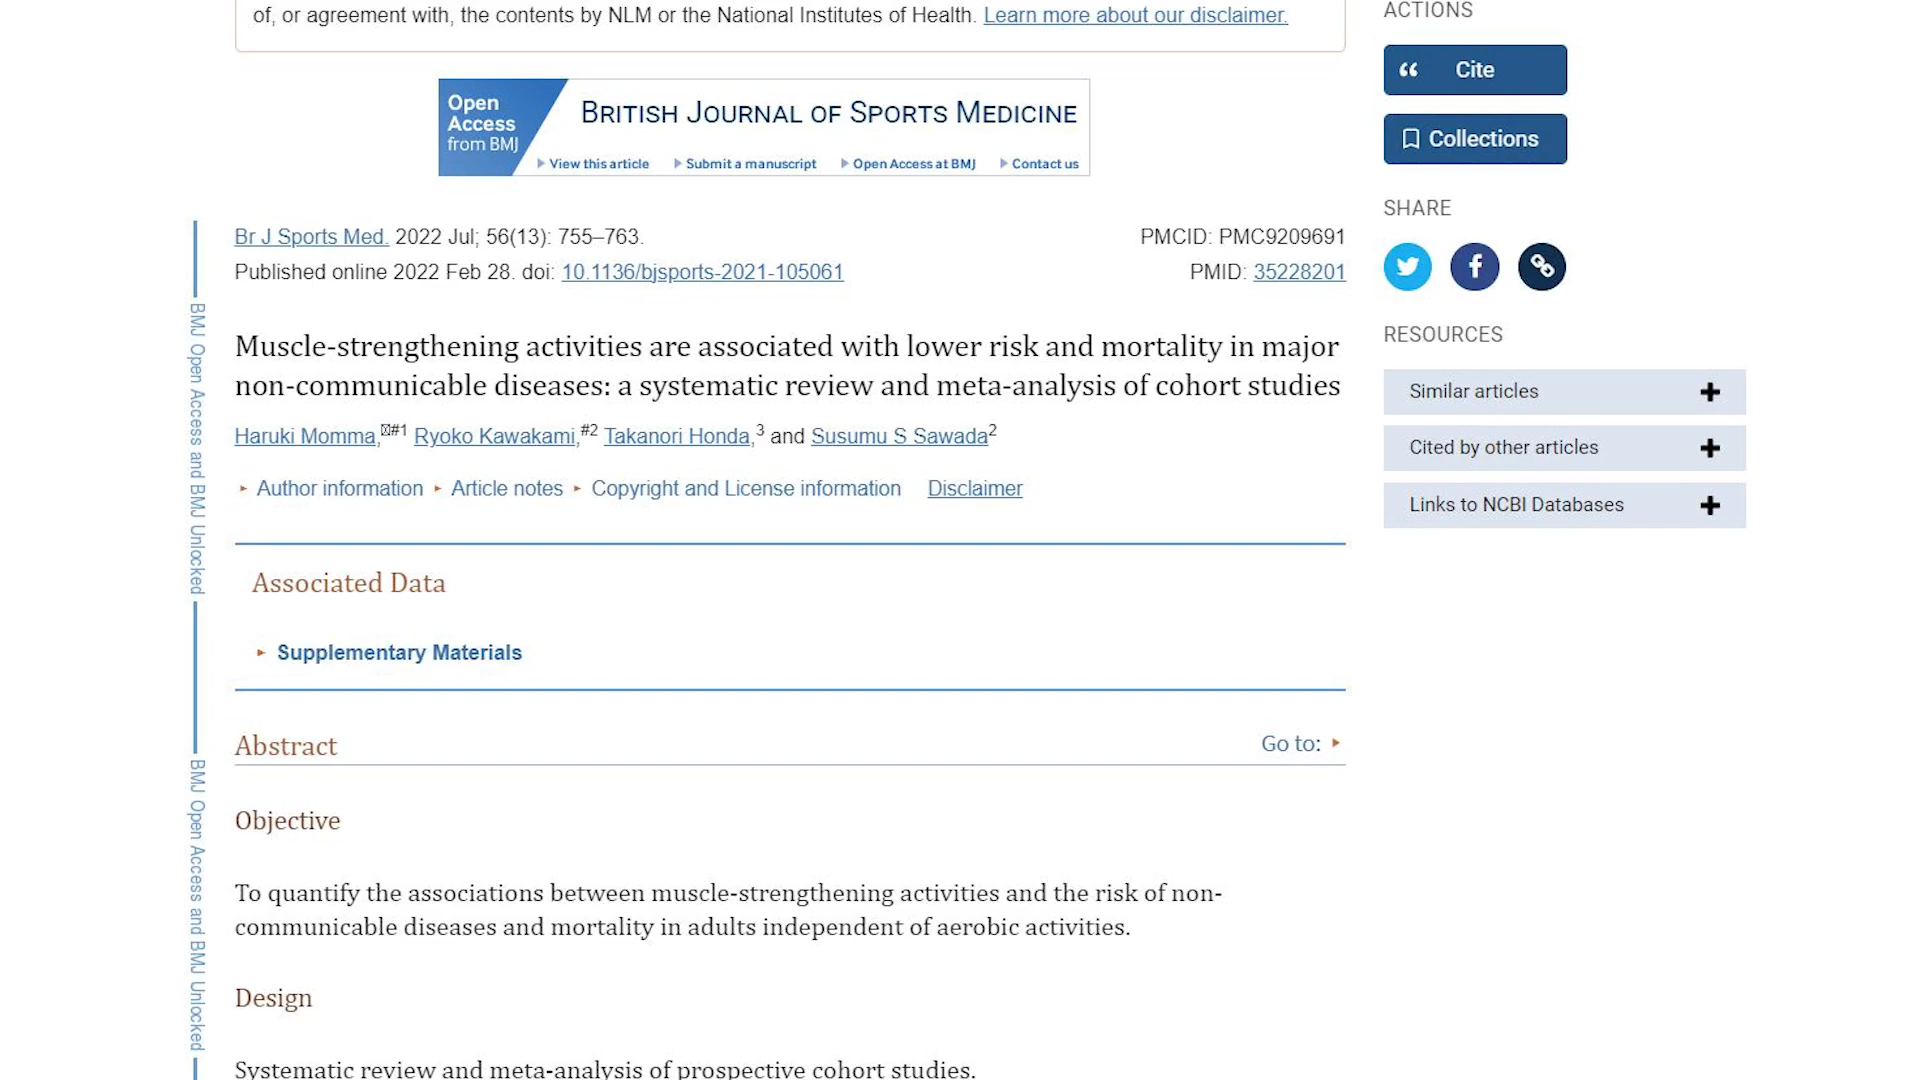 of, or agreement with, the contents by NLM or the National Institutes of Health. Learn more about our disclaimer.
Open
Access
from BMJ
British Journal of Sports Medicine
View this article
Submit a manuscript
Open Access at BMJ
Contact us
Br J Sports Med. 2022 Jul; 56(13): 755–763.
PMCID: PMC9209691
Published online 2022 Feb 28. doi: 10.1136/bjsports-2021-105061
PMID: 35228201
Muscle-strengthening activities are associated with lower risk and mortality in major
non-communicable diseases: a systematic review and meta-analysis of cohort studies
Haruki Momma,#1 Ryoko Kawakami,#2 Takanori Honda,3 and Susumu S Sawada2
Author information
Article notes
Copyright and License information
Disclaimer
Associated Data
Supplementary Materials
Abstract
Go to:
Objective
To quantify the associations between muscle-strengthening activities and the risk of non-
communicable diseases and mortality in adults independent of aerobic activities.
Design
Systematic review and meta-analysis of prospective cohort studies.
BMJ Open Access and BMJ Unlocked
BMJ Open Access and BMJ Unlocked
ACTIONS
Cite
Collections
SHARE
RESOURCES
Similar articles
Cited by other articles
Links to NCBI Databases